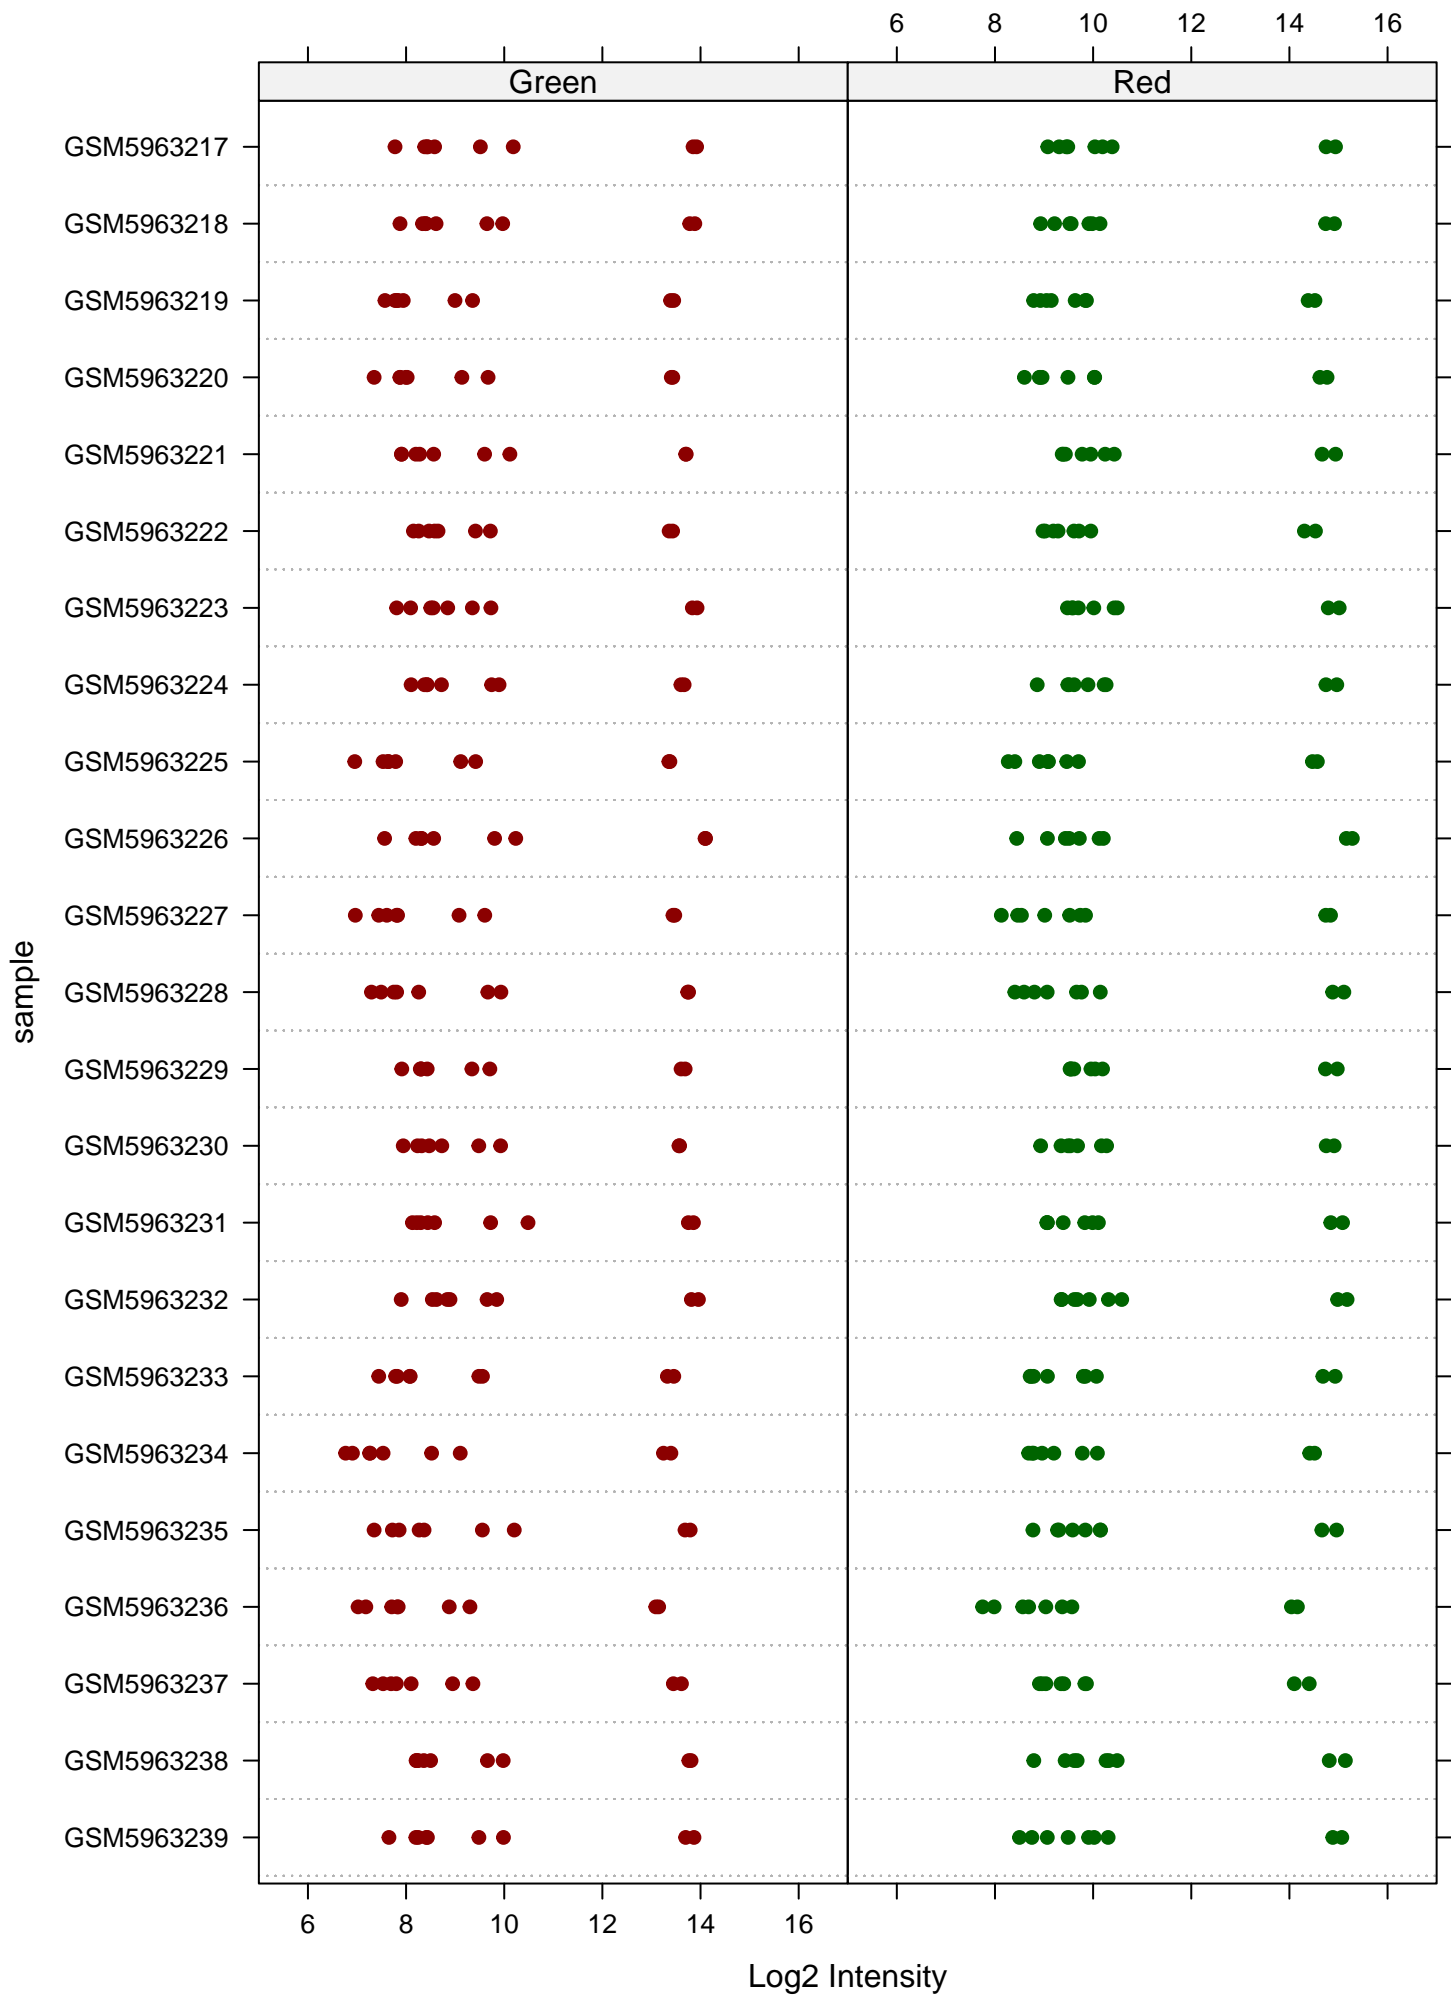 6 8 10 12 14 16
Green Red
GSM5963217
GSM5963218
GSM5963219
GSM5963220
GSM5963221
GSM5963222
GSM5963223
GSM5963224
GSM5963225
GSM5963226
GSM5963227
GSM5963228
GSM5963229
GSM5963230
GSM5963231
GSM5963232
GSM5963233
GSM5963234
GSM5963235
GSM5963236
GSM5963237
GSM5963238
GSM5963239
sample
6 8 10 12 14 16
Log2 Intensity